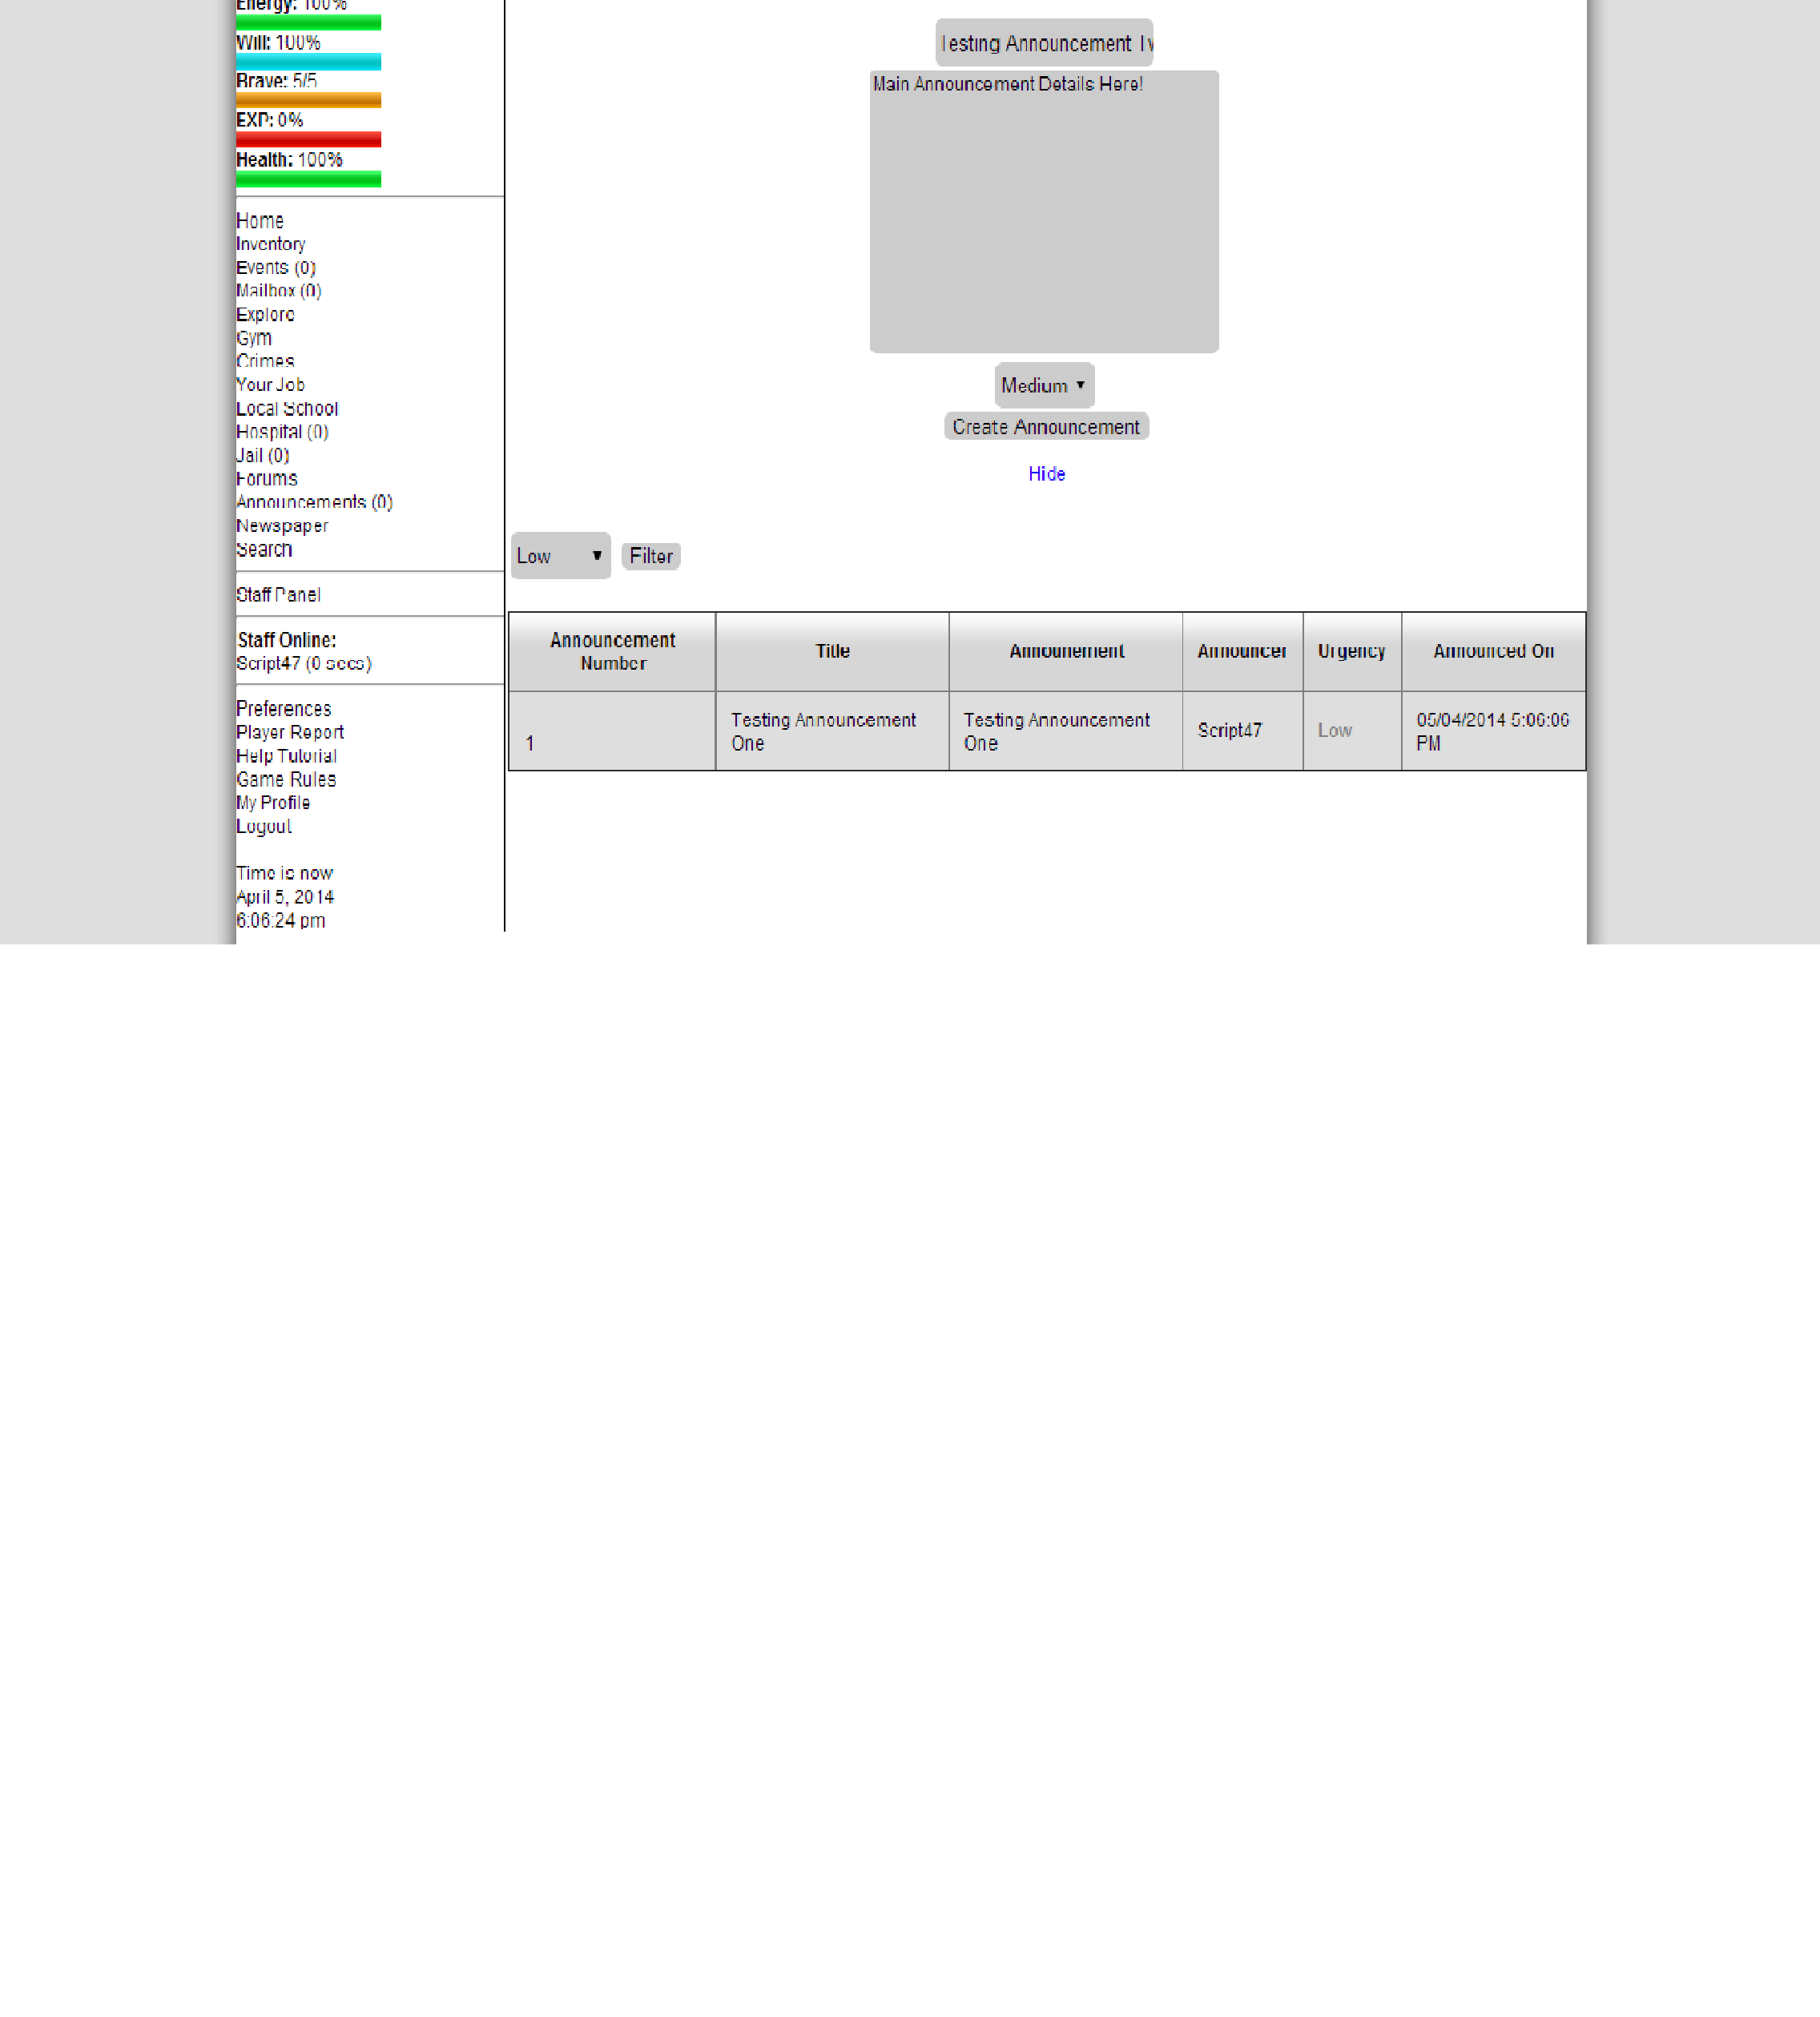 Energy: 100%
Will: 100%
Brave: 5/5
EXP: 0%
Health: 100%
Home
Inventory
Events (0)
Mailbox (0)
Explore
Gym
Crimes
Your Job
Local School
Hospital (0)
Jail (0)
Forums
Announcements (0)
Newspaper
Search
Staff Panel
Staff Online:
Script47 (0 secs)
Preferences
Player Report
Help Tutorial
Game Rules
My Profile
Logout
Time is now
April 5, 2014
6:06:24 pm
Testing Announcement
Main Announcement Details Here!
Medium
Create Announcement
Hide
Low
Filter
Announcement
Number
Title
Announement
Announcer
Urgency
Announced On
1
Testing Announcement
One
Testing Announcement
One
Script47
Low
05/04/2014 5:06:06
PM